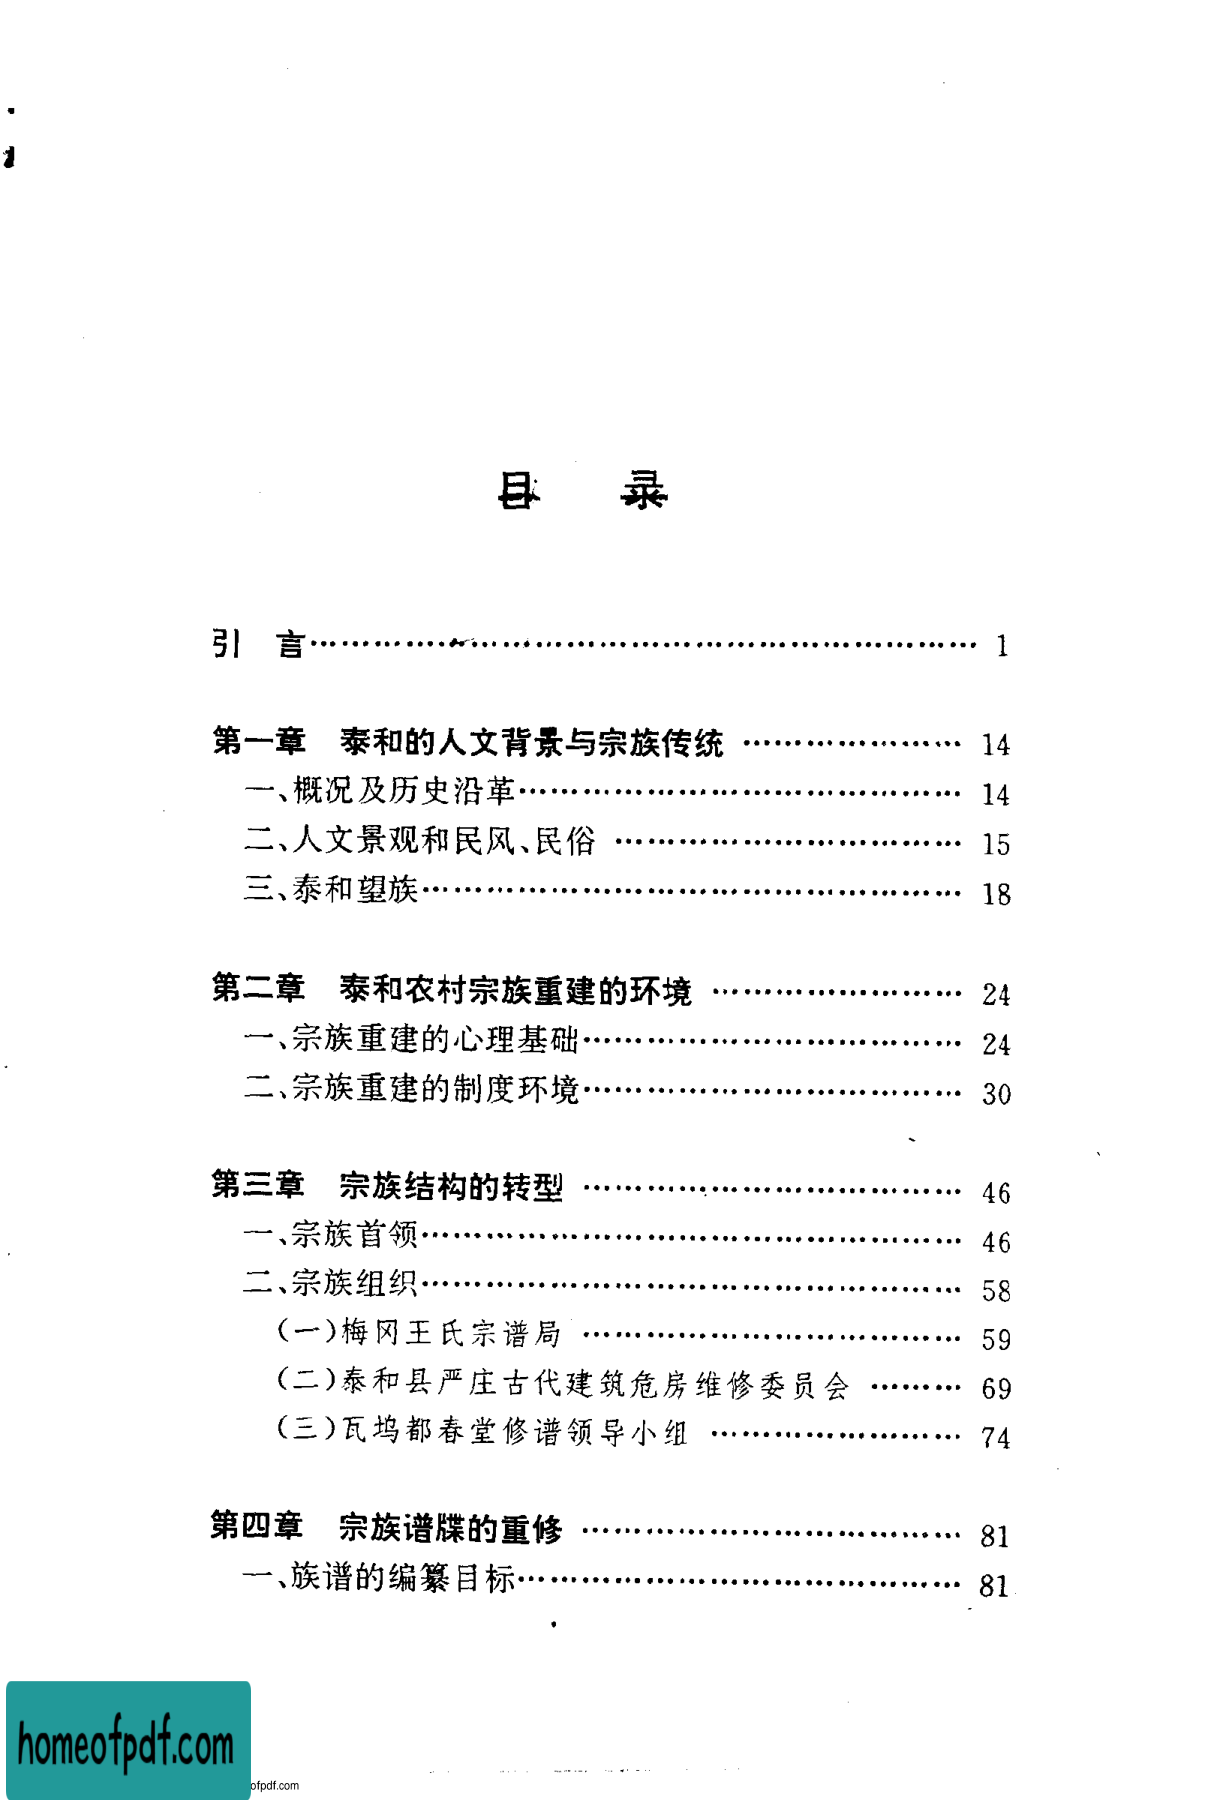 目 录
引 言…………………………………………………… 1
第一章 泰和的人文背景与宗族传统 ………………… 14
一、概况及历史沿革…………………………………… 14
二、人文景观和民风、民俗 …………………………… 15
三、泰和望族…………………………………………… 18
第二章 泰和农村宗族重建的环境 …………………… 24
一、宗族重建的心理基础……………………………… 24
二、宗族重建的制度环境……………………………… 30
第三章 宗族结构的转型 ……………………………… 46
一、宗族首领…………………………………………… 46
二、宗族组织…………………………………………… 58
(一)梅冈王氏宗谱局 ……………………………… 59
(二)泰和县严庄古代建筑危房维修委员会 ……… 69
(三)瓦坞都春堂修谱领导小组 …………………… 74
第四章 宗族谱牒的重修 ……………………………… 81
一、族谱的编纂目标…………………………………… 81
homeofpdf.com
ofpdf.com